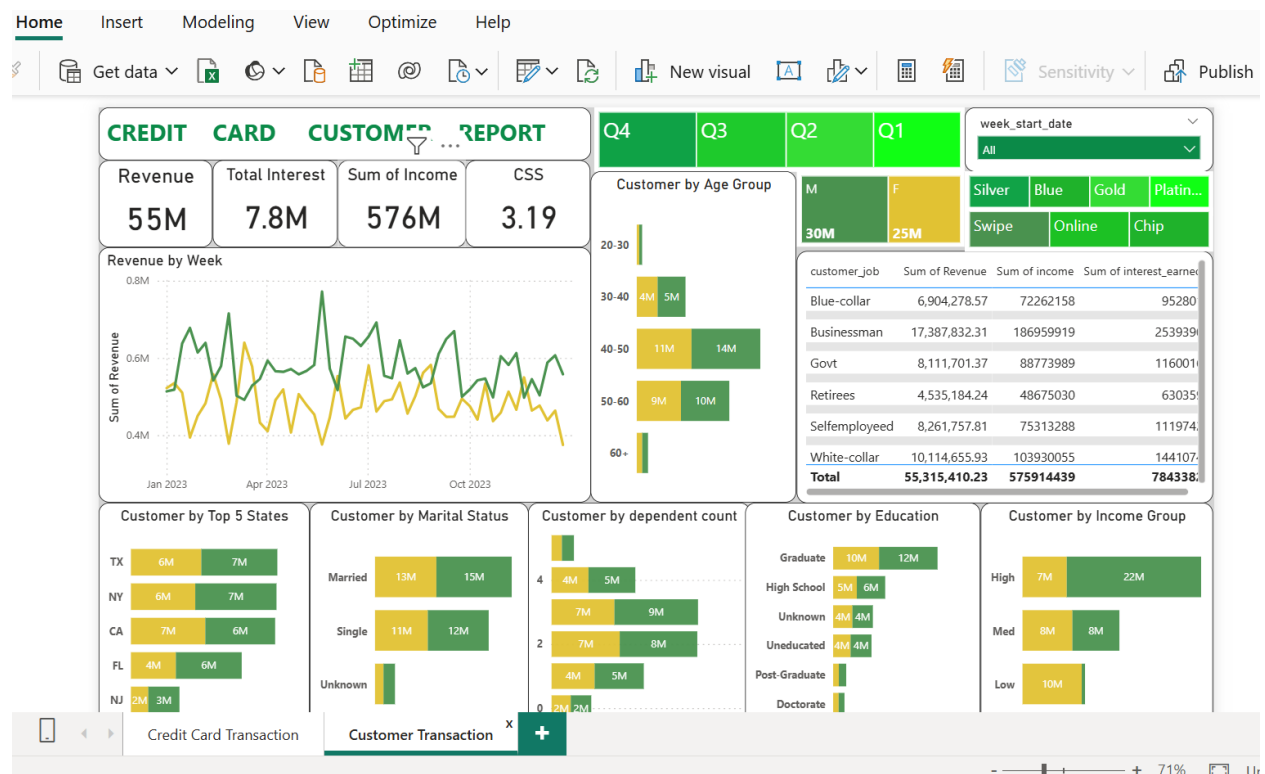 Home Insert Modeling View Optimize Help
Get data New visual Sensitivity Publish
CREDIT CARD CUSTOMER REPORT
Revenue
55M
Total Interest
7.8M
Sum of Income
576M
CSS
3.19
Q4 Q3 Q2 Q1
week_start_date
All
M
30M
F
25M
Silver Blue Gold Platin...
Swipe Online Chip
Revenue by Week
Sum of Revenue
0.8M
0.6M
0.4M
Jan 2023 Apr 2023 Jul 2023 Oct 2023
Customer by Age Group
20-30
30-40 4M 5M
40-50 11M 14M
50-60 9M 10M
60+
customer_job Sum of Revenue Sum of income Sum of interest_earned
Blue-collar 6,904,278.57 72262158 95280
Businessman 17,387,832.31 186959919 253939
Govt 8,111,701.37 88773989 116001
Retirees 4,535,184.24 48675030 63035
Selfemployeed 8,261,757.81 75313288 111974
White-collar 10,114,655.93 103930055 144107
Total 55,315,410.23 575914439 784338
Customer by Top 5 States
TX 6M 7M
NY 6M 7M
CA 7M 6M
FL 4M 6M
NJ 2M 3M
Customer by Marital Status
Married 13M 15M
Single 11M 12M
Unknown
Customer by dependent count
4 4M 5M
7M 9M
2 7M 8M
4M 5M
0 2M 2M
Customer by Education
Graduate 10M 12M
High School 5M 6M
Unknown 4M 4M
Uneducated 4M 4M
Post-Graduate
Doctorate
Customer by Income Group
High 7M 22M
Med 8M 8M
Low 10M
Credit Card Transaction Customer Transaction x +
- + 71%